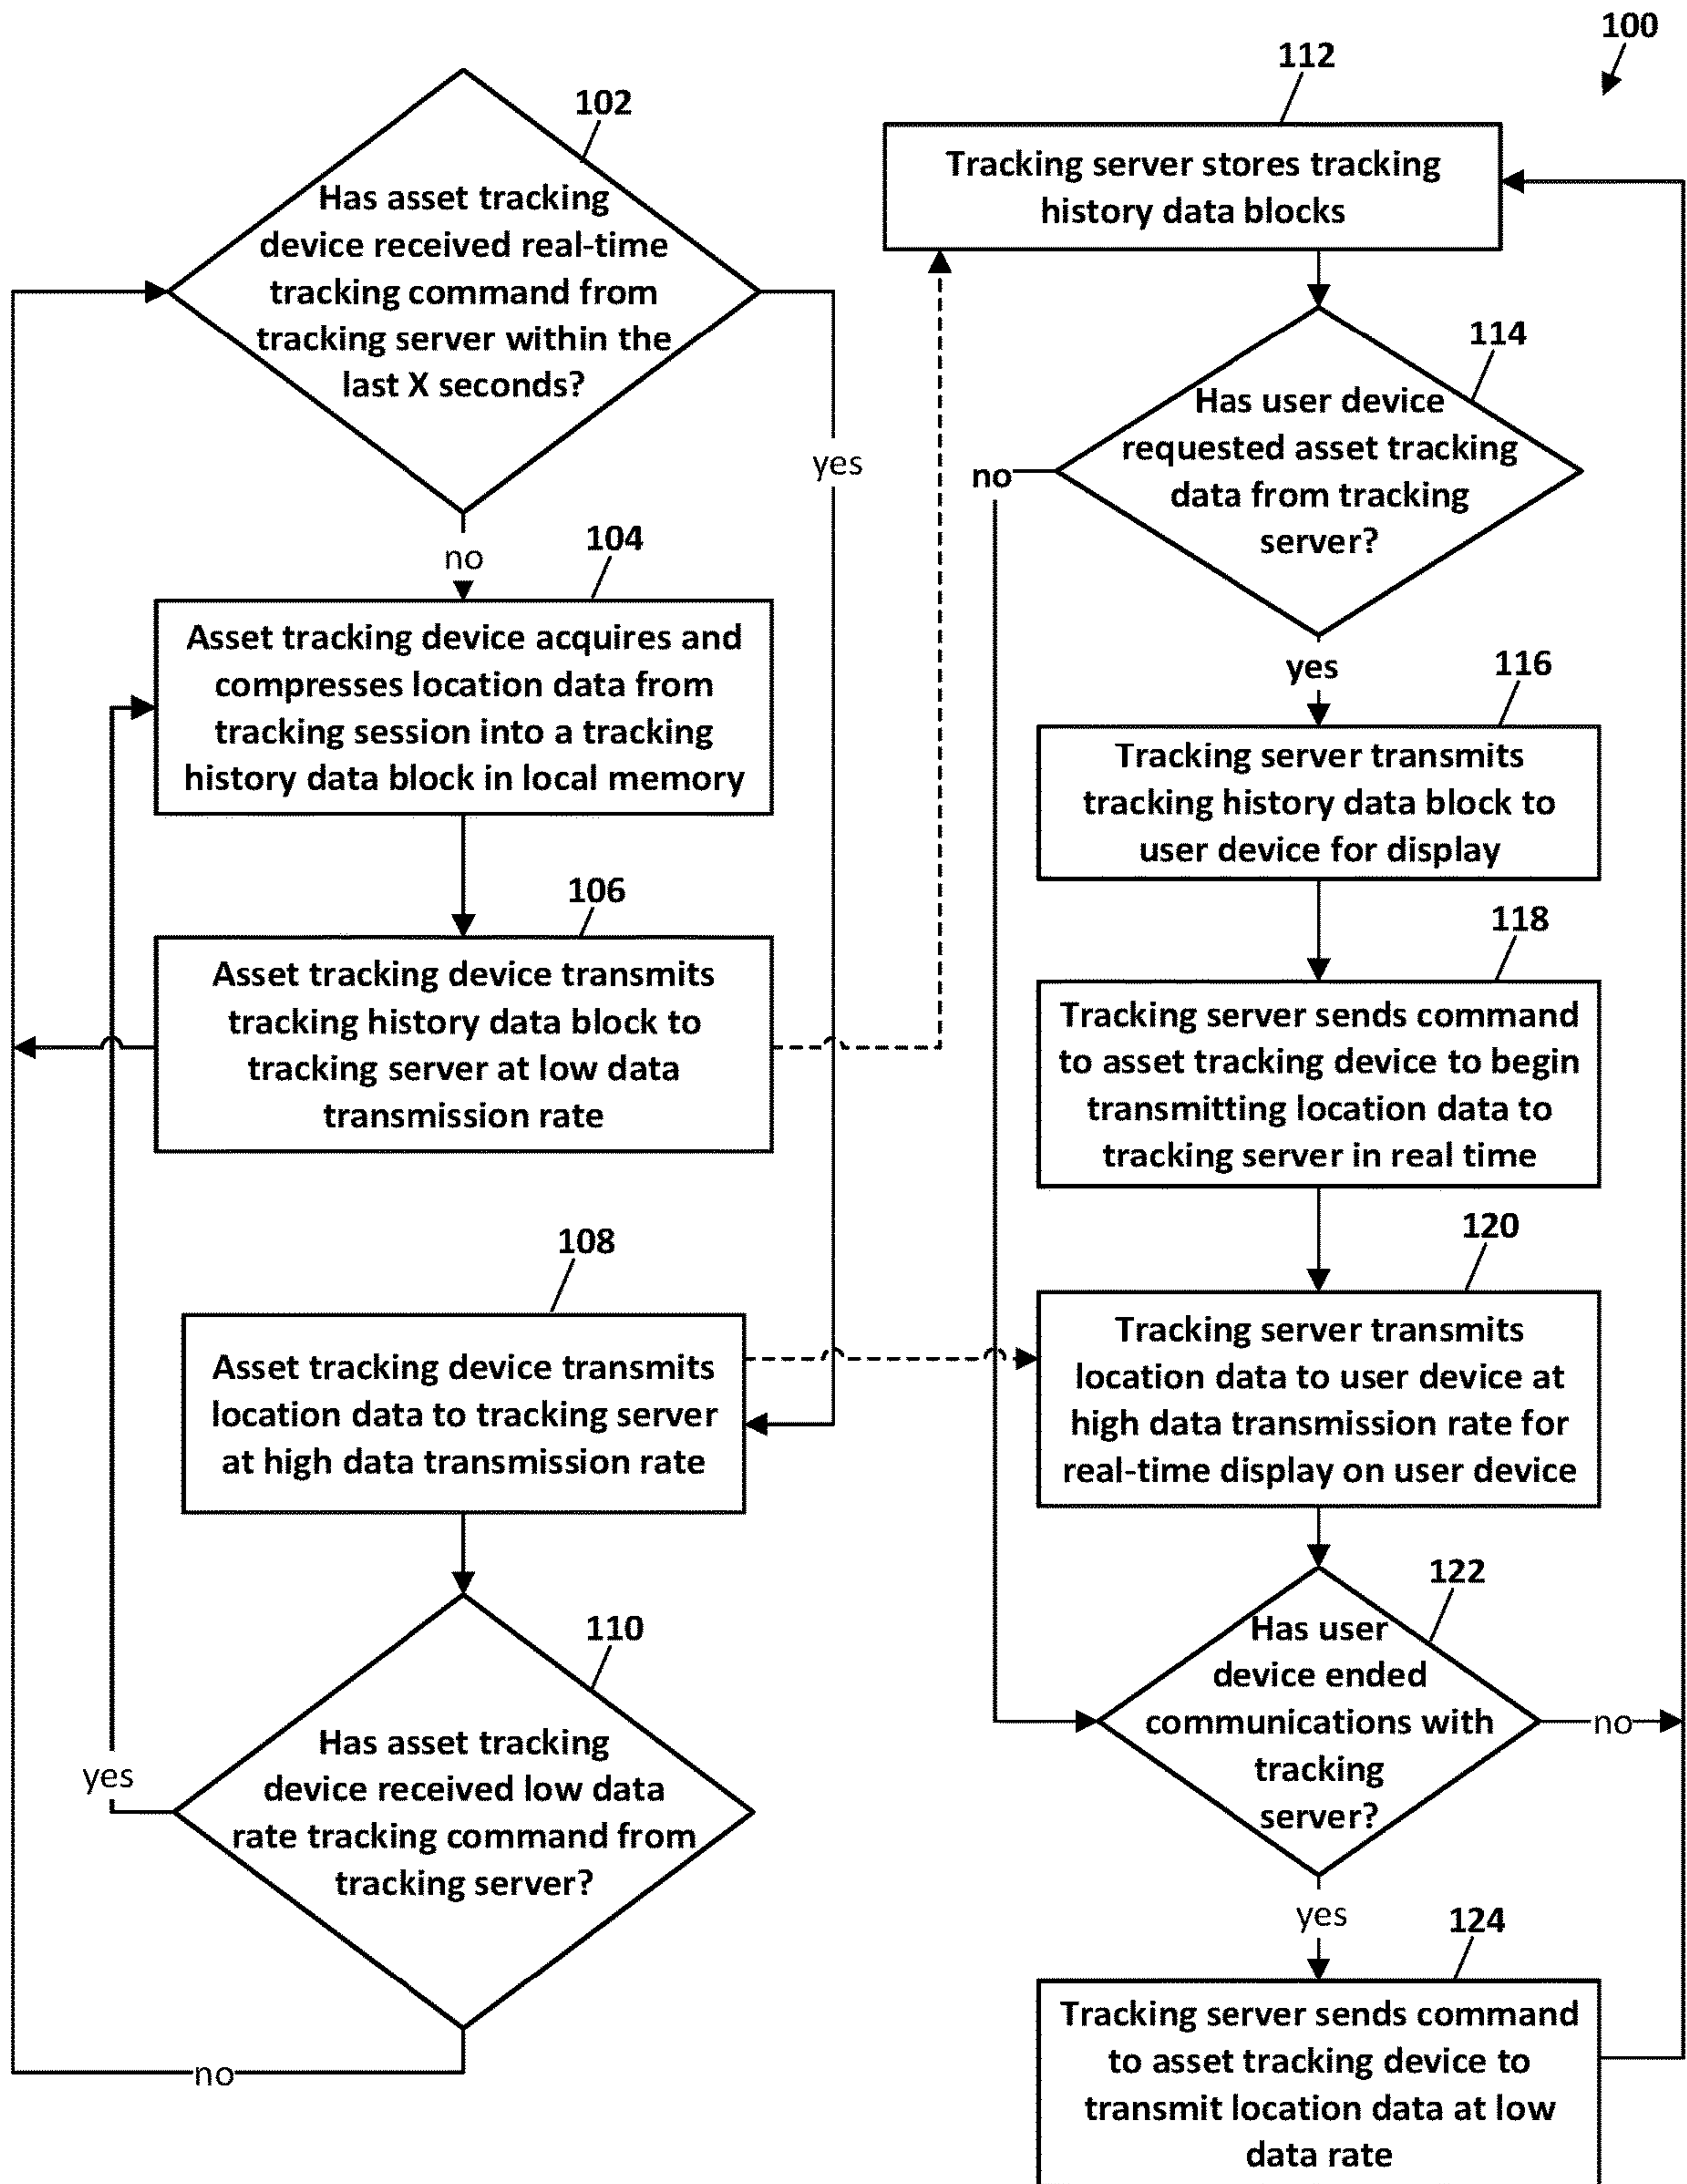 100
102
Has asset tracking
device received real-time
tracking command from
tracking server within the
last X seconds?
yes
no
104
Asset tracking device acquires and
compresses location data from
tracking session into a tracking
history data block in local memory
106
Asset tracking device transmits
tracking history data block to
tracking server at low data
transmission rate
108
Asset tracking device transmits
location data to tracking server
at high data transmission rate
110
Has asset tracking
device received low data
rate tracking command from
tracking server?
yes
no
112
Tracking server stores tracking
history data blocks
114
Has user device
requested asset tracking
data from tracking
server?
no
yes
116
Tracking server transmits
tracking history data block to
user device for display
118
Tracking server sends command
to asset tracking device to begin
transmitting location data to
tracking server in real time
120
Tracking server transmits
location data to user device at
high data transmission rate for
real-time display on user device
122
Has user
device ended
communications with
tracking
server?
no
yes
124
Tracking server sends command
to asset tracking device to
transmit location data at low
data rate